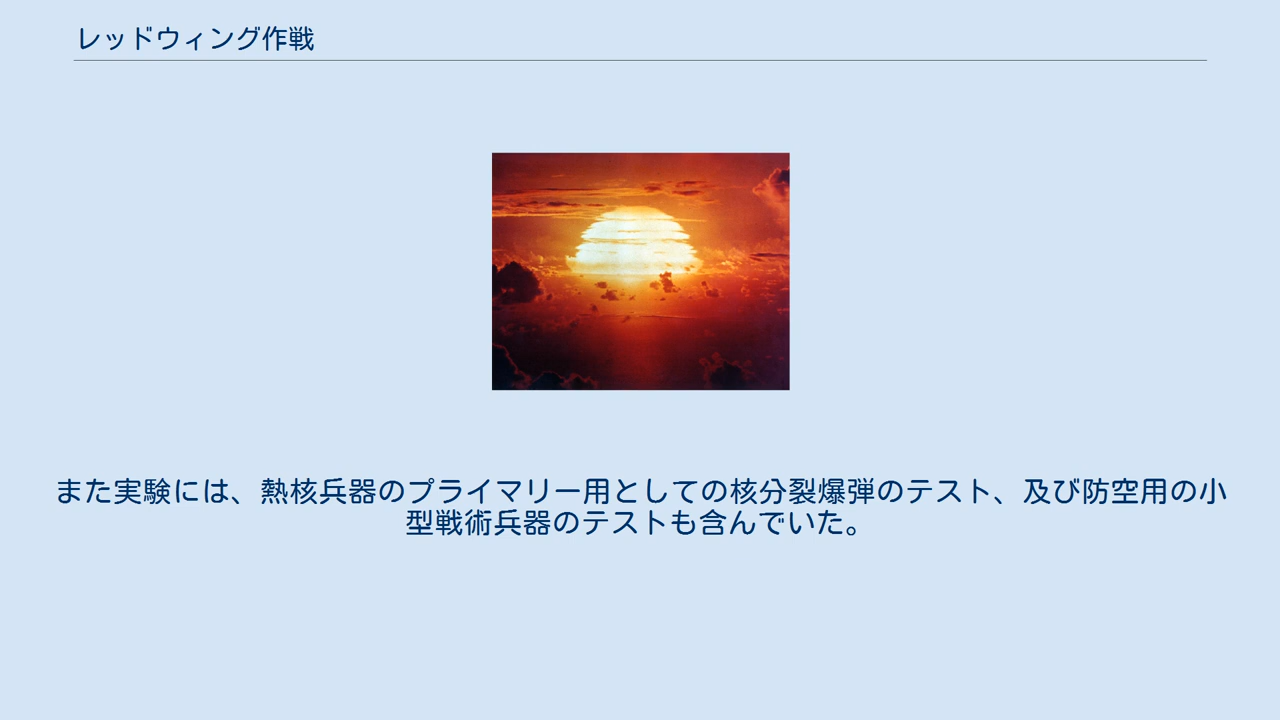 レッドウィング作戦
また実験には、熱核兵器のプライマリー用としての核分裂爆弾のテスト、及び防空用の小
型戦術兵器のテストも含んでいた。